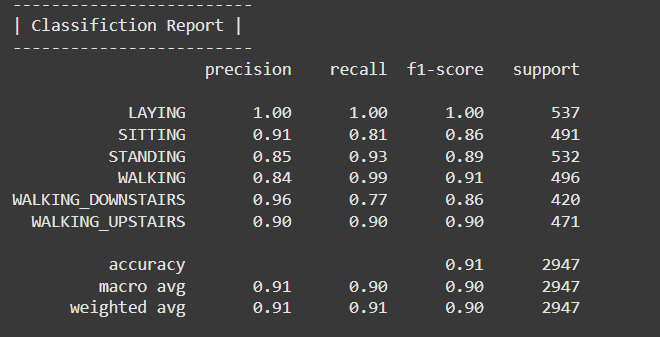 -------------------------
| Classifiction Report |
-------------------------
                    precision    recall  f1-score   support

            LAYING       1.00      1.00      1.00       537
           SITTING       0.91      0.81      0.86       491
          STANDING       0.85      0.93      0.89       532
           WALKING       0.84      0.99      0.91       496
WALKING_DOWNSTAIRS       0.96      0.77      0.86       420
  WALKING_UPSTAIRS       0.90      0.90      0.90       471

          accuracy                           0.91      2947
         macro avg       0.91      0.90      0.90      2947
      weighted avg       0.91      0.91      0.90      2947